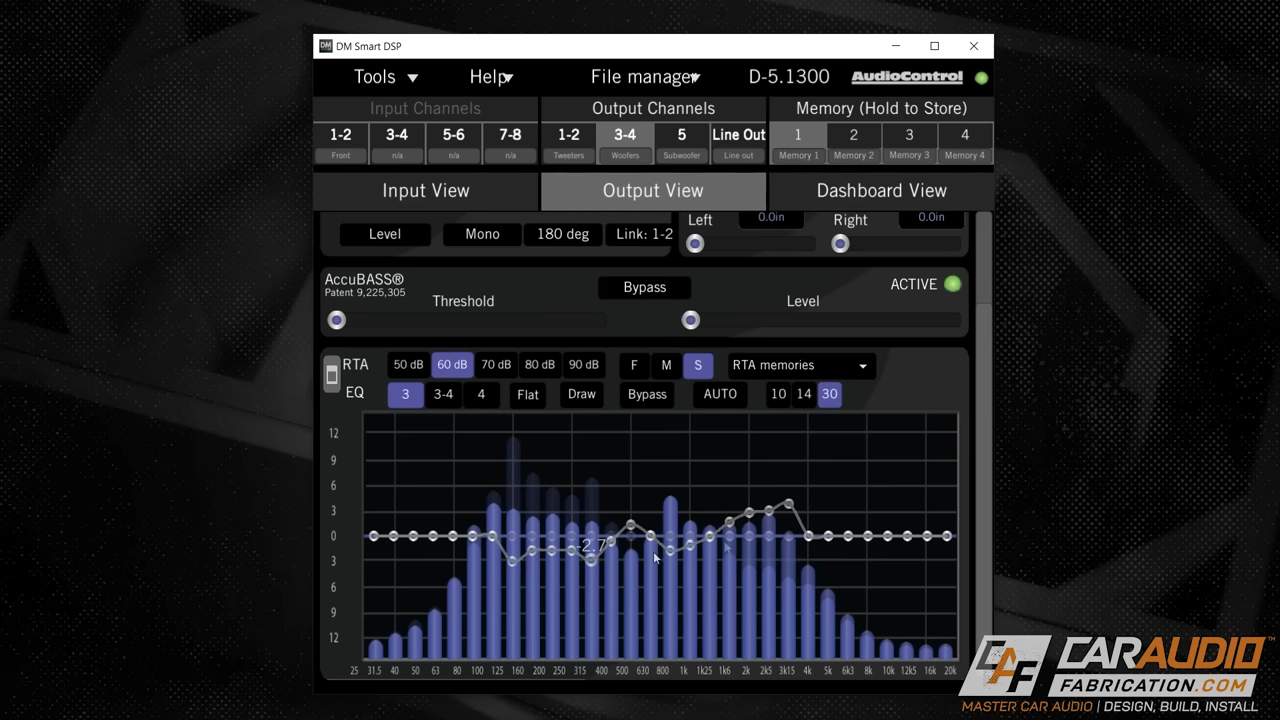 DM Smart DSP
Tools Help File manager D-5.1300 AudioControl
Input Channels Output Channels Memory (Hold to Store)
1-2 3-4 5-6 7-8 1-2 3-4 5 Line Out 1 2 3 4
Front n/a n/a n/a Tweeters Woofers Subwoofer Line out Memory 1 Memory 2 Memory 3 Memory 4
Input View Output View Dashboard View
Left 0.0in Right 0.0in
Level Mono 180 deg Link: 1-2
AccuBASS®
Patent 9,225,305
Threshold Bypass Level ACTIVE
RTA 50 dB 60 dB 70 dB 80 dB 90 dB F M S RTA memories
EQ 3 3-4 4 Flat Draw Bypass AUTO 10 14 30
12
9
6
3
0
-2.7
3
6
9
12
25 31.5 40 50 63 80 100 125 160 200 250 315 400 500 630 800 1k 1k25 1k6 2k 2k5 3k15 4k 5k 6k3 8k 10k 12k5 16k 20k
CAF CARAUDIO™
FABRICATION.COM
MASTER CAR AUDIO | DESIGN, BUILD, INSTALL